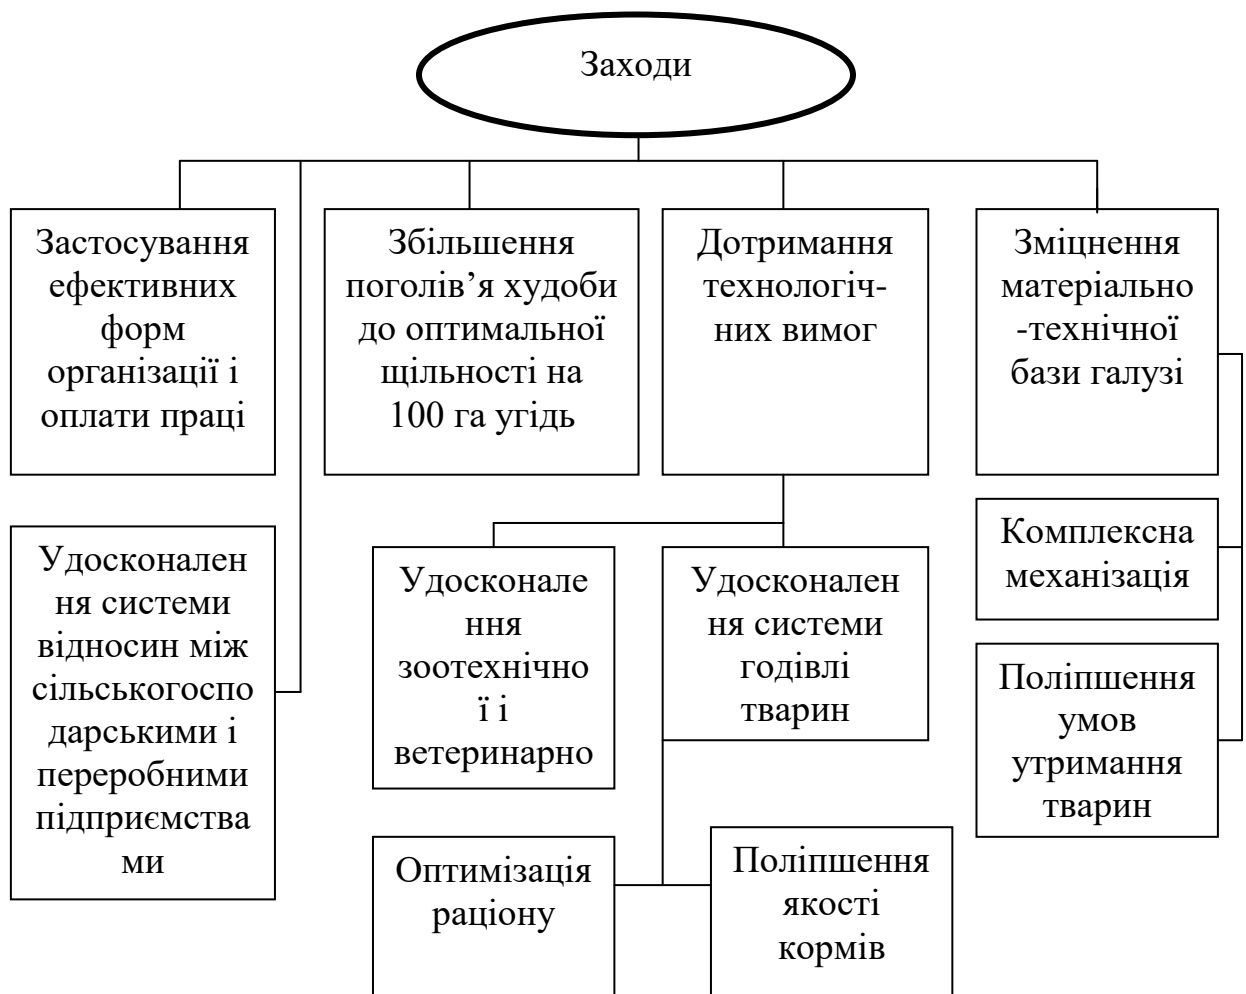 Заходи
Застосування
ефективних
форм
організації і
оплати праці
Збільшення
поголів’я худоби
до оптимальної
щільності на
100 га угідь
Дотримання
технологіч-
них вимог
Зміцнення
матеріально
-технічної
бази галузі
Удосконален
ня системи
відносин між
сільськогоспо
дарськими і
переробними
підприємства
ми
Удосконале
ння
зоотехнічно
ї і
ветеринарно
Удосконален
ня системи
годівлі
тварин
Комплексна
механізація
Поліпшення
умов
утримання
тварин
Оптимізація
раціону
Поліпшення
якості
кормів